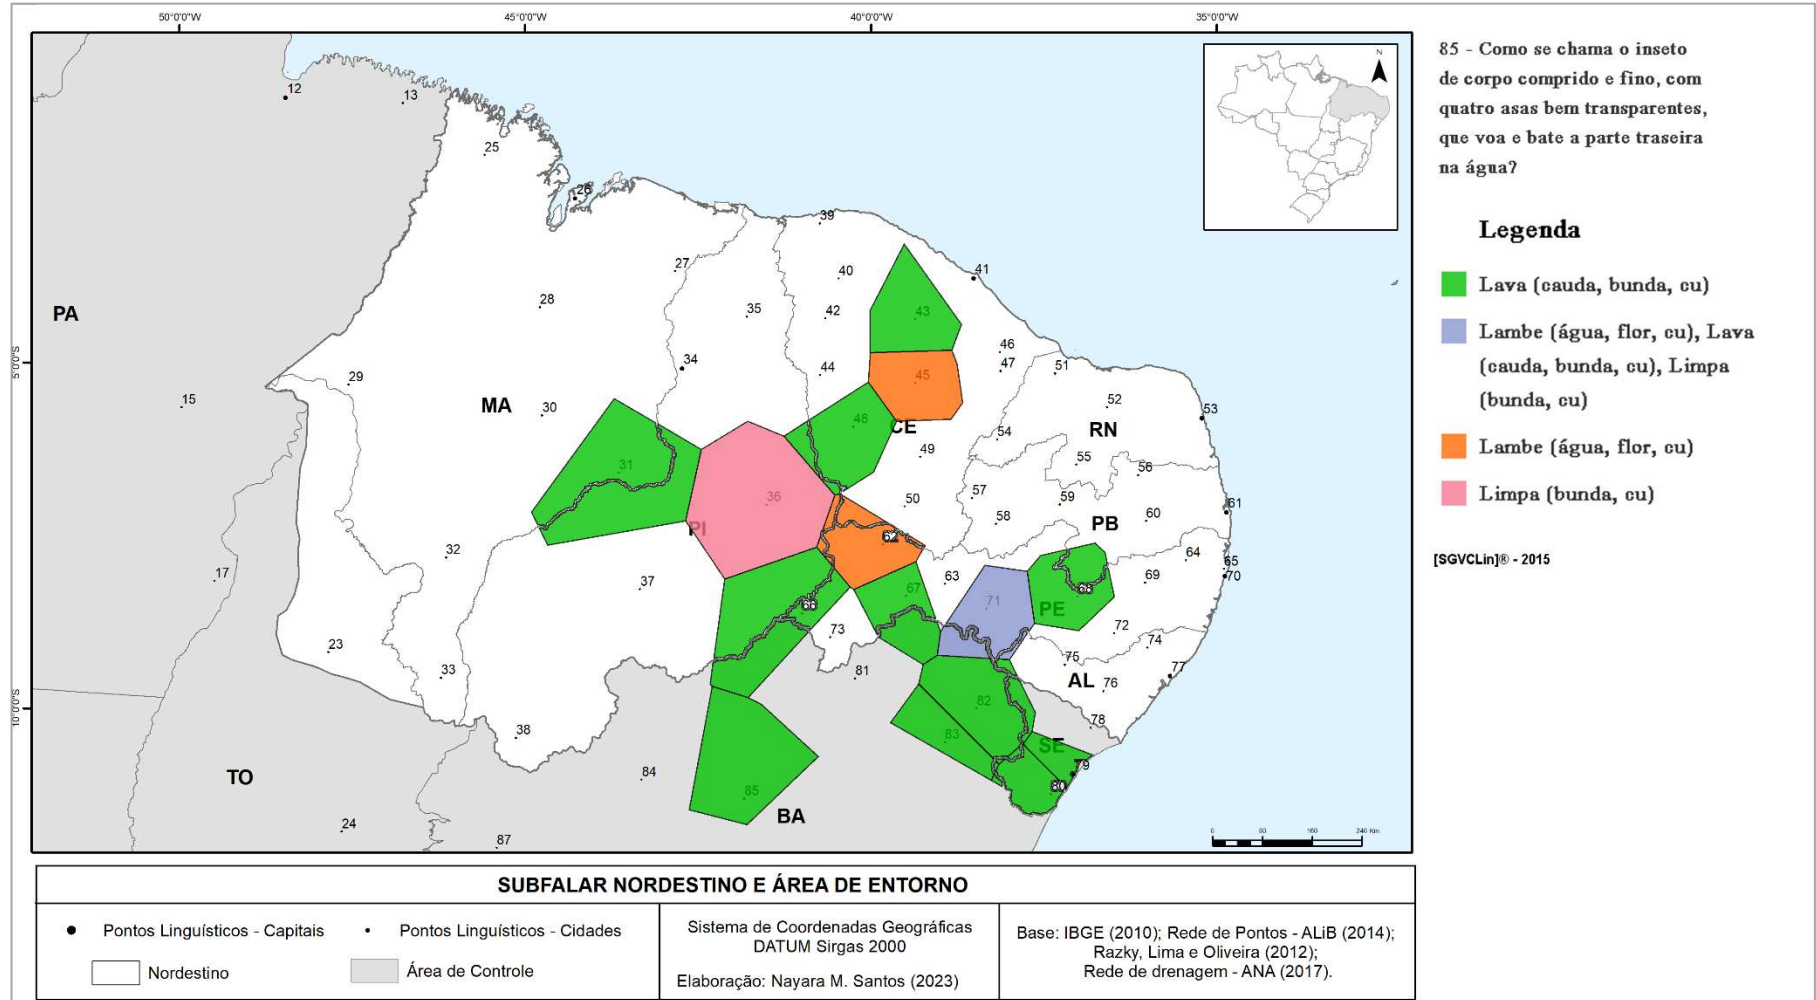 50°0'0"W
45°0'0"W
40°0'0"W
35°0'0"W
5°0'0"S
10°0'0"S
N
12
13
25
26
39
27
40
41
28
35
42
43
46
34
44
45
47
51
29
15
MA
30
48
CE
52
53
54
RN
49
55
56
31
36
50
57
59
58
60
61
PI
62
PB
32
64
65
17
37
67
63
68
69
70
66
71
PE
73
72
74
23
33
81
75
77
AL
76
82
78
38
83
SE
79
TO
84
85
80
BA
24
87
PA
0
80
160
240 Km
85 - Como se chama o inseto
de corpo comprido e fino, com
quatro asas bem transparentes,
que voa e bate a parte traseira
na água?
Legenda
Lava (cauda, bunda, cu)
Lambe (água, flor, cu), Lava
(cauda, bunda, cu), Limpa
(bunda, cu)
Lambe (água, flor, cu)
Limpa (bunda, cu)
[SGVCLin]® - 2015
SUBFALAR NORDESTINO E ÁREA DE ENTORNO
Pontos Linguísticos - Capitais
Pontos Linguísticos - Cidades
Nordestino
Área de Controle
Sistema de Coordenadas Geográficas
DATUM Sirgas 2000
Elaboração: Nayara M. Santos (2023)
Base: IBGE (2010); Rede de Pontos - ALiB (2014);
Razky, Lima e Oliveira (2012);
Rede de drenagem - ANA (2017).